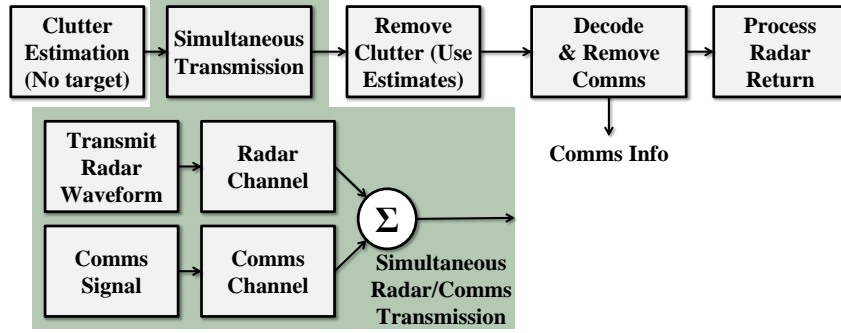 Clutter
Estimation
(No target)
Simultaneous
Transmission
Remove
Clutter (Use
Estimates)
Decode
& Remove
Comms
Process
Radar
Return
Comms Info
Transmit
Radar
Waveform
Radar
Channel
Comms
Signal
Comms
Channel
Σ
Simultaneous
Radar/Comms
Transmission